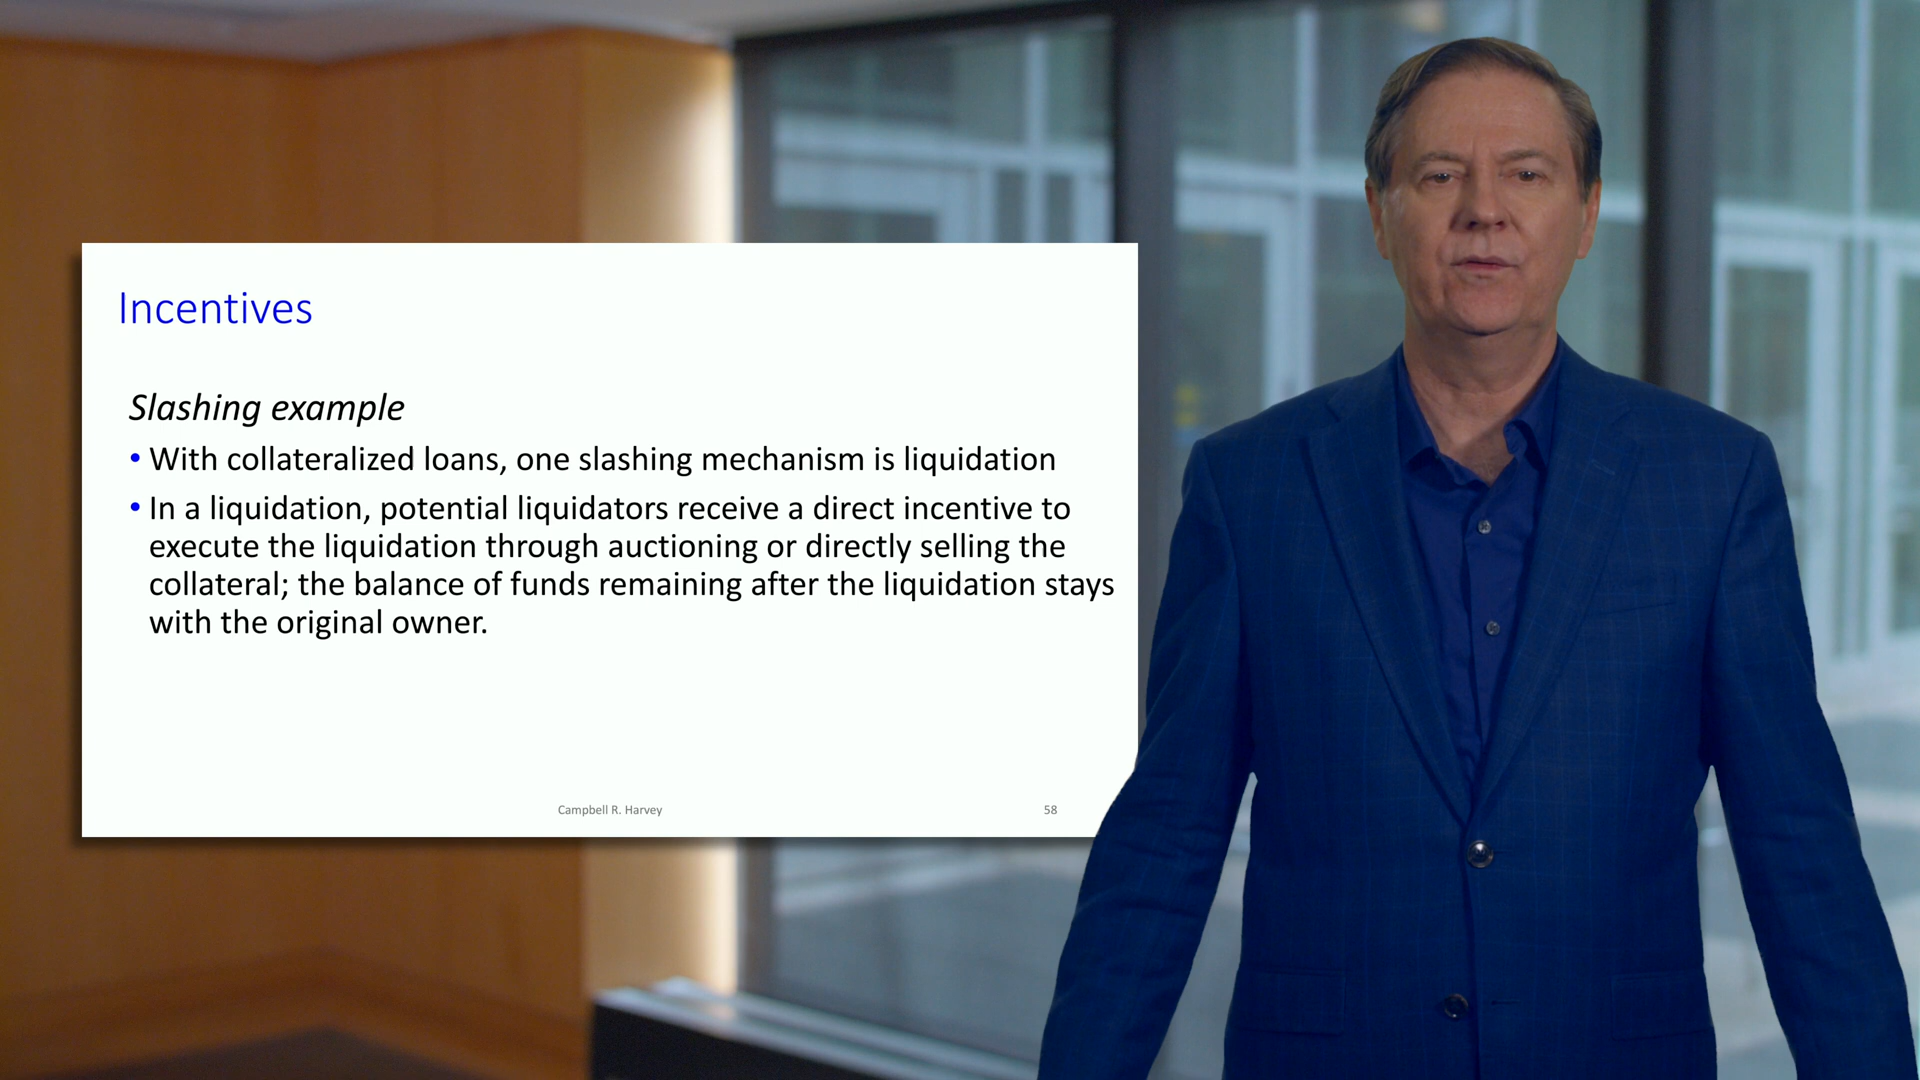 Incentives
Slashing example
• With collateralized loans, one slashing mechanism is liquidation
• In a liquidation, potential liquidators receive a direct incentive to
execute the liquidation through auctioning or directly selling the
collateral; the balance of funds remaining after the liquidation stays
with the original owner.
Campbell R. Harvey
58